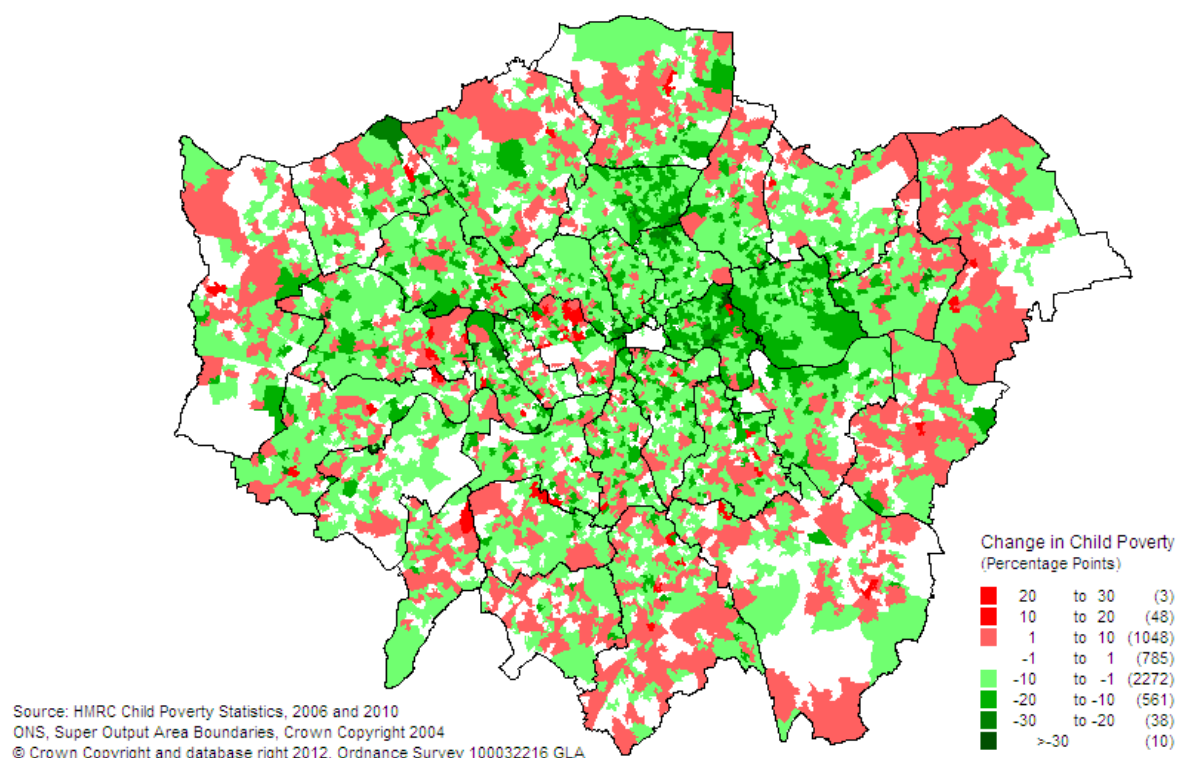 Change in Child Poverty
(Percentage Points)
20 to 30 (3)
10 to 20 (48)
1 to 10 (1048)
-1 to 1 (785)
-10 to -1 (2272)
-20 to -10 (561)
-30 to -20 (38)
>-30 (10)
Source: HMRC Child Poverty Statistics, 2006 and 2010
ONS, Super Output Area Boundaries, Crown Copyright 2004
© Crown Copyright and database right 2012. Ordnance Survey 100032216 GLA